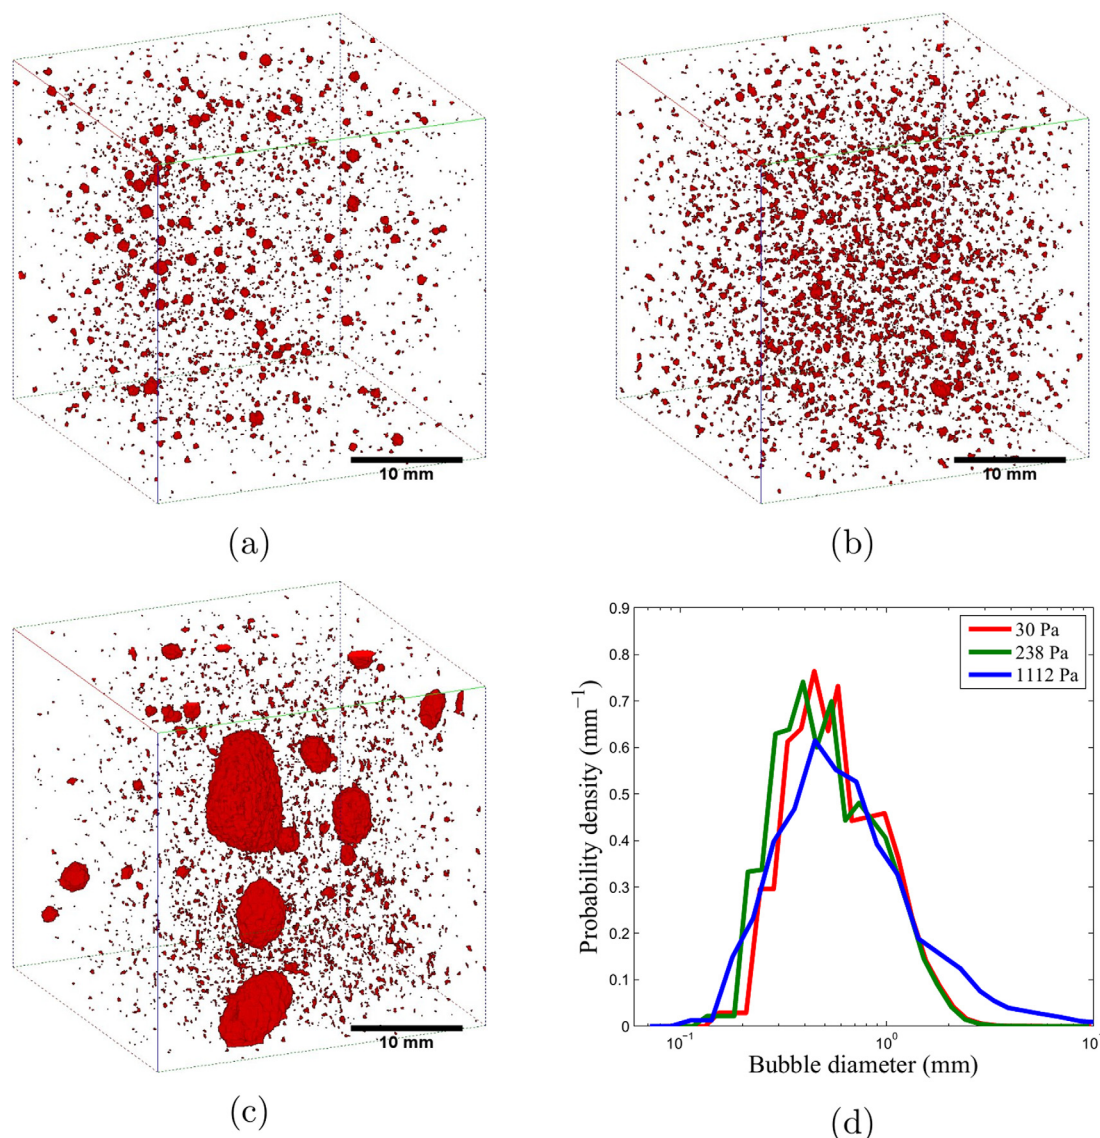 10 mm
10 mm
(a)
(b)
10 mm
(c)
0.9
0.8
0.7
0.6
0.5
0.4
0.3
0.2
0.1
0
Probability density (mm⁻¹)
30 Pa
238 Pa
1112 Pa
10⁻¹
10⁰
10
Bubble diameter (mm)
(d)